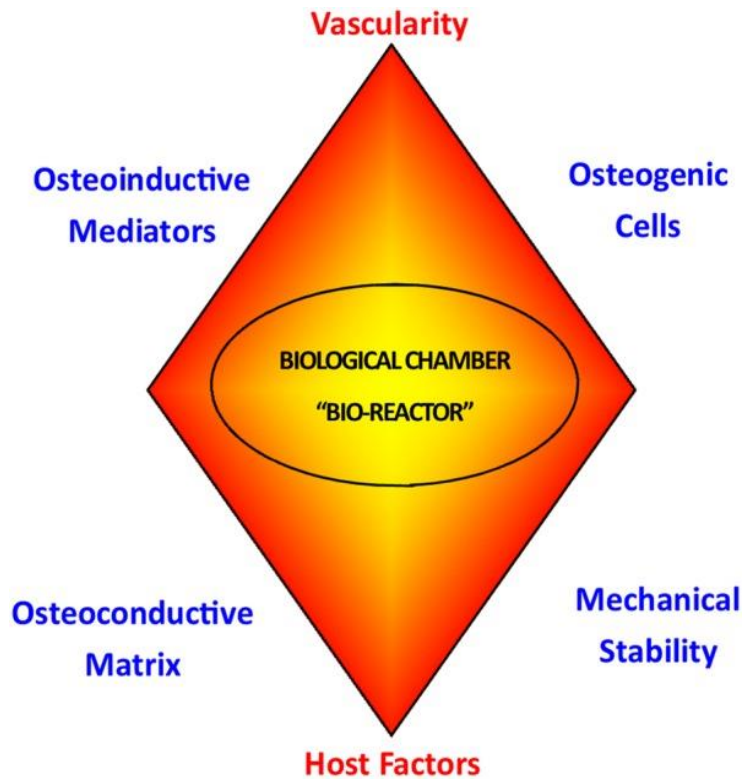 Vascularity
Osteoinductive
Mediators
Osteogenic
Cells
BIOLOGICAL CHAMBER
“BIO-REACTOR”
Osteoconductive
Matrix
Mechanical
Stability
Host Factors